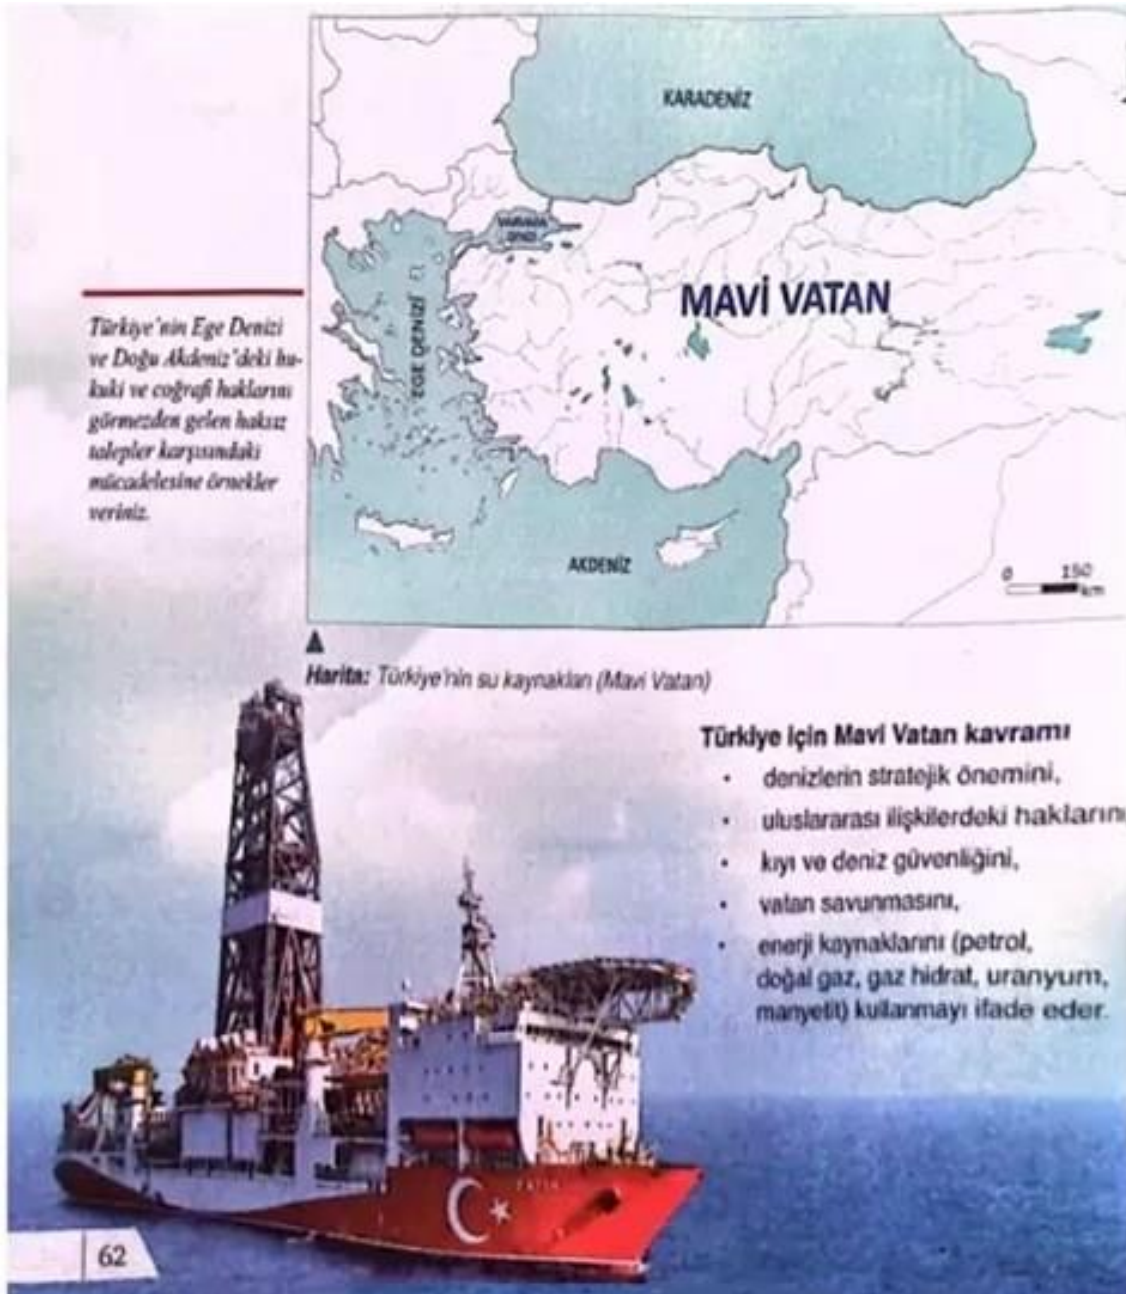 KARADENİZ
MARMARA
DENİZİ
EGE DENİZİ
MAVİ VATAN
AKDENİZ
0 150
km
Türkiye'nin Ege Denizi
ve Doğu Akdeniz'deki hu-
kuki ve coğrafi haklarını
görmezden gelen haksız
talepler karşısındaki
mücadelesine örnekler
veriniz.
Harita: Türkiye'nin su kaynakları (Mavi Vatan)
Türkiye için Mavi Vatan kavramı
• denizlerin stratejik önemini,
• uluslararası ilişkilerdeki haklarını
• kıyı ve deniz güvenliğini,
• vatan savunmasını,
• enerji kaynaklarını (petrol,
doğal gaz, gaz hidrat, uranyum,
manyetit) kullanmayı ifade eder.
FATİH
62